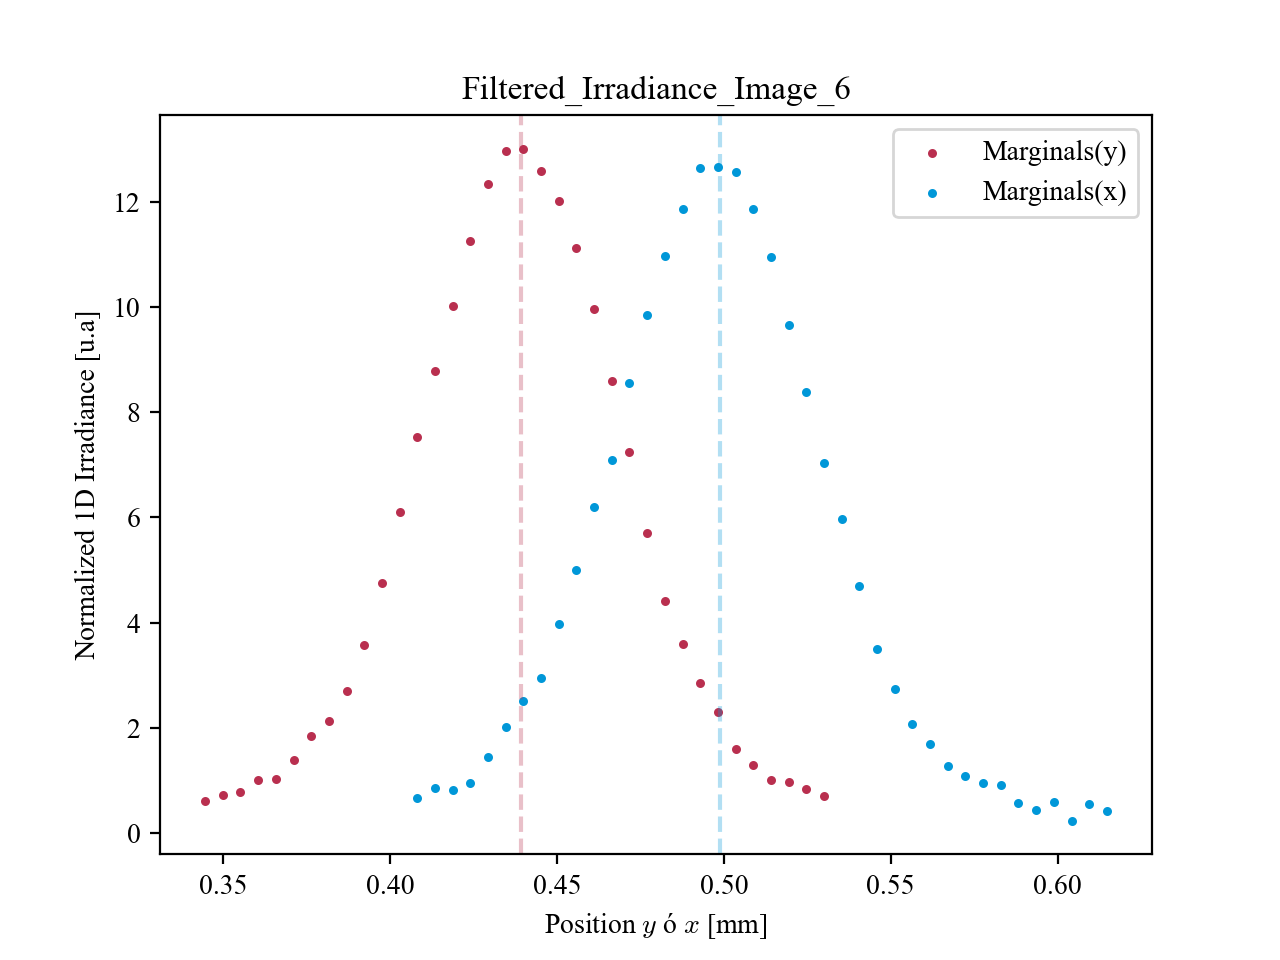 Filtered_Irradiance_Image_6
Marginals(y)
Marginals(x)
Normalized 1D Irradiance [u.a]
12
10
8
6
4
2
0
0.35 0.40 0.45 0.50 0.55 0.60
Position y ó x [mm]